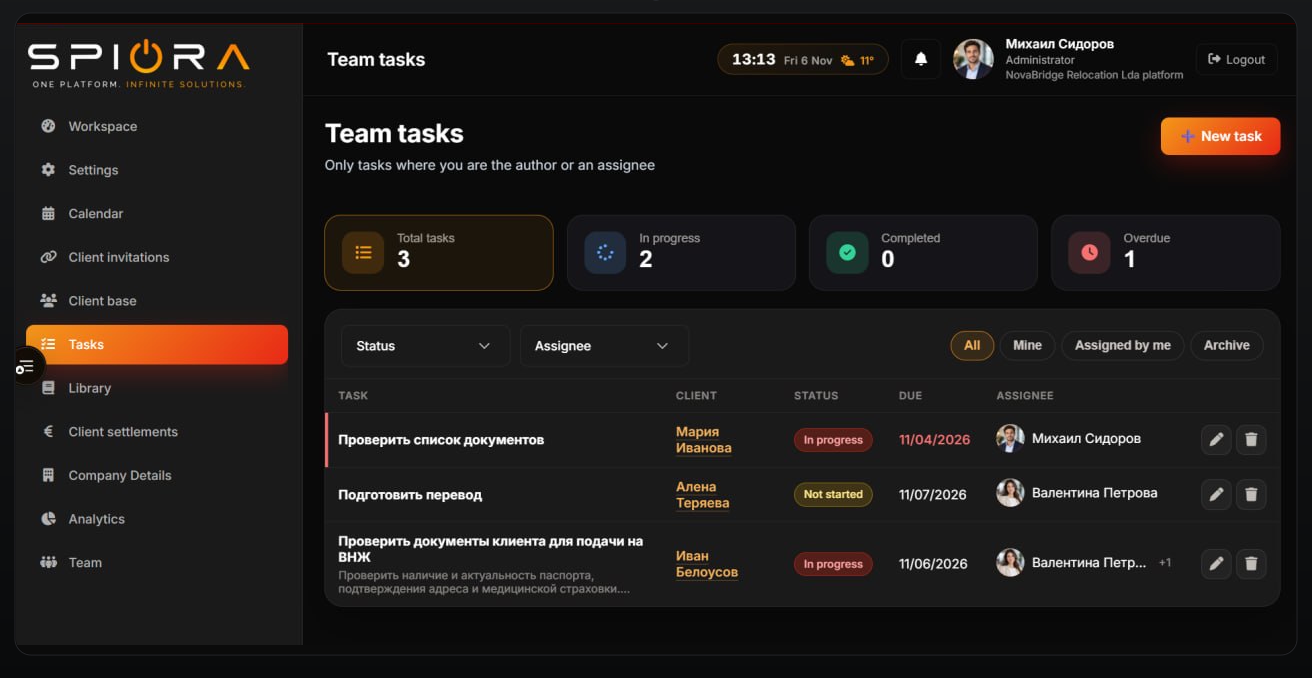 SPIORA
ONE PLATFORM. INFINITE SOLUTIONS.
Workspace
Settings
Calendar
Client invitations
Client base
Tasks
Library
Client settlements
Company Details
Analytics
Team
Team tasks
13:13 Fri 6 Nov 11°
Михаил Сидоров
Administrator
NovaBridge Relocation Lda platform
Logout
Team tasks
Only tasks where you are the author or an assignee
New task
Total tasks
3
In progress
2
Completed
0
Overdue
1
Status
Assignee
All
Mine
Assigned by me
Archive
TASK CLIENT STATUS DUE ASSIGNEE
Проверить список документов
Мария
Иванова
In progress
11/04/2026
Михаил Сидоров
Подготовить перевод
Алена
Теряева
Not started
11/07/2026
Валентина Петрова
Проверить документы клиента для подачи на
ВНЖ
Проверить наличие и актуальность паспорта,
подтверждения адреса и медицинской страховки....
Иван
Белоусов
In progress
11/06/2026
Валентина Петр... +1